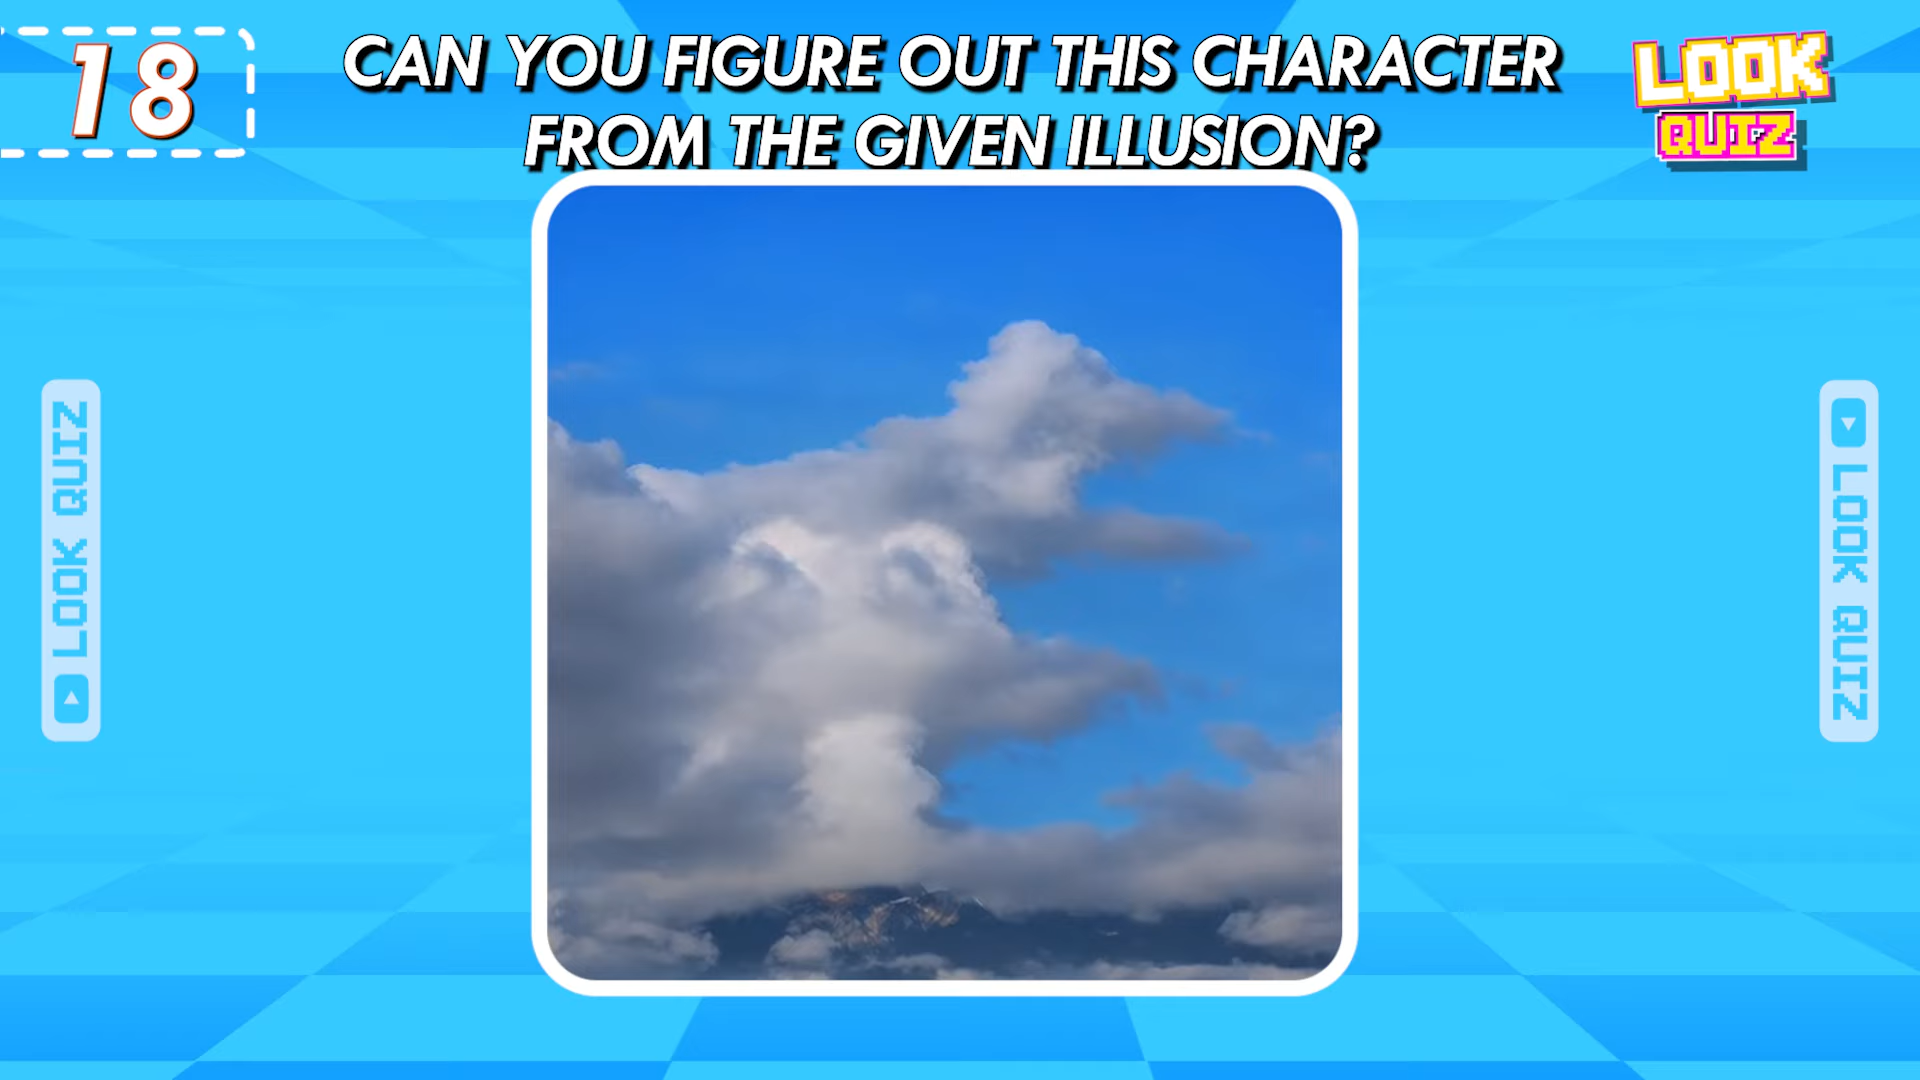 18
CAN YOU FIGURE OUT THIS CHARACTER
FROM THE GIVEN ILLUSION?
LOOK
QUIZ
LOOK QUIZ
LOOK QUIZ